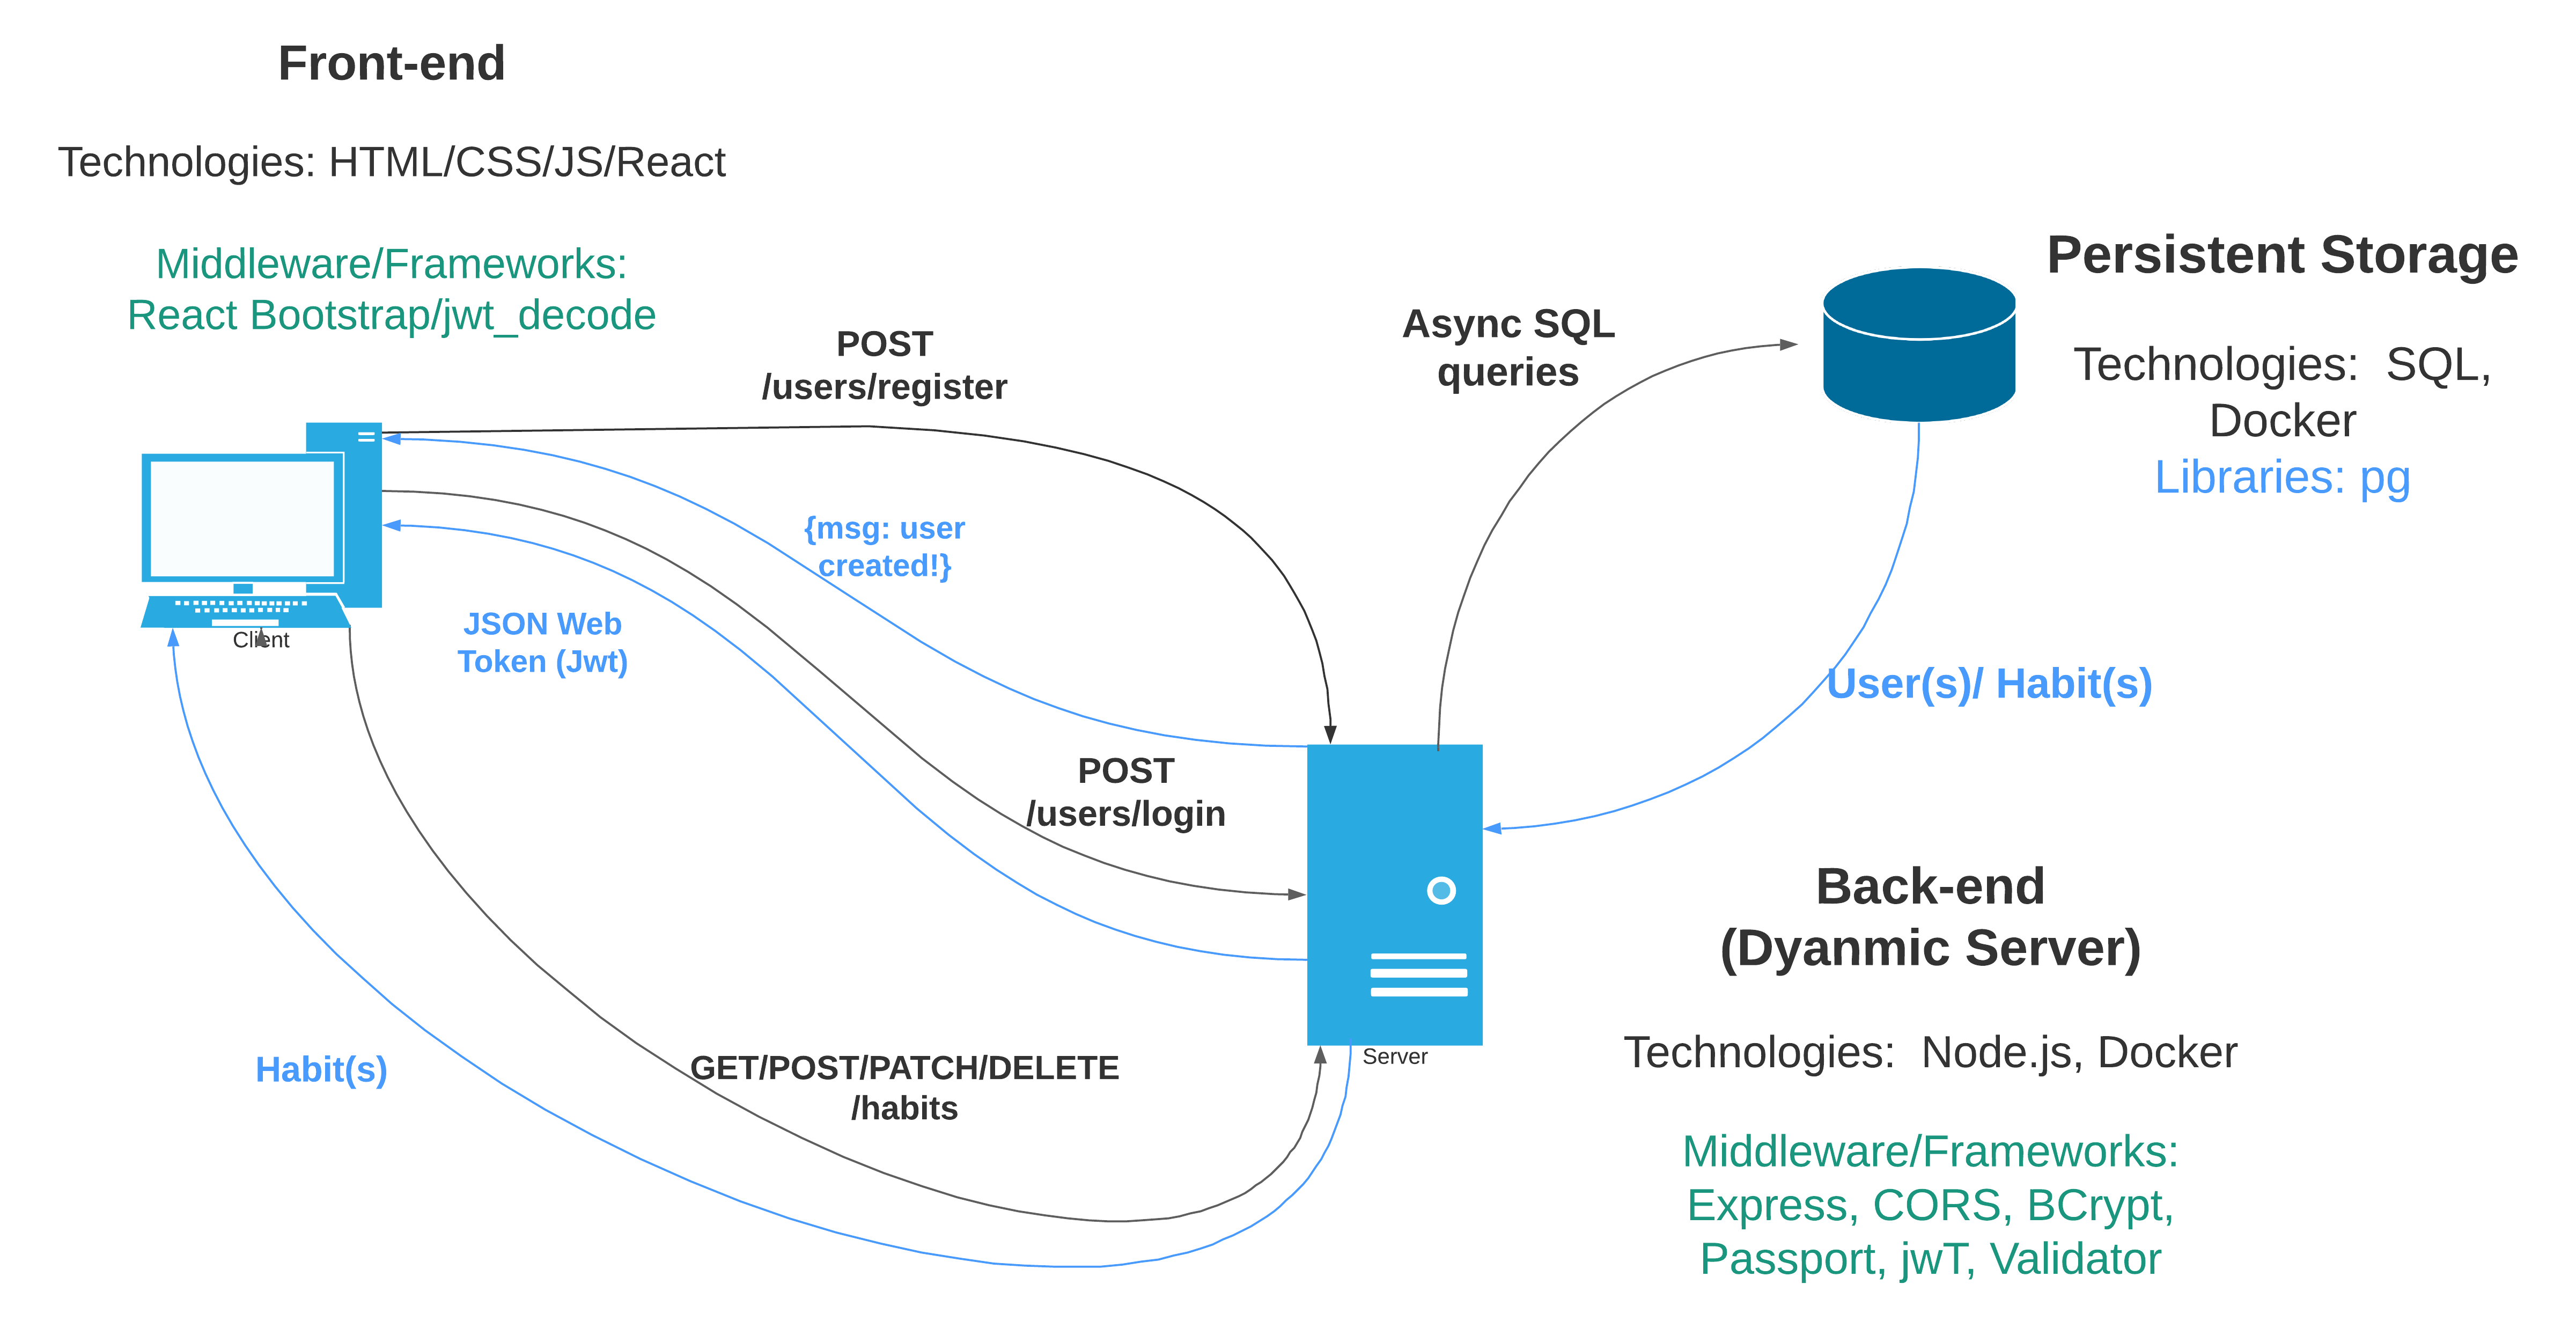 Front-end
Technologies: HTML/CSS/JS/React
Middleware/Frameworks:
React Bootstrap/jwt_decode
POST
/users/register
Async SQL
queries
Persistent Storage
Technologies:  SQL,
Docker
Libraries: pg
{msg: user
created!}
JSON Web
Token (Jwt)
Client
User(s)/ Habit(s)
POST
/users/login
Back-end
(Dyanmic Server)
Technologies:  Node.js, Docker
Middleware/Frameworks:
Express, CORS, BCrypt,
Passport, jwT, Validator
Server
Habit(s)
GET/POST/PATCH/DELETE
/habits